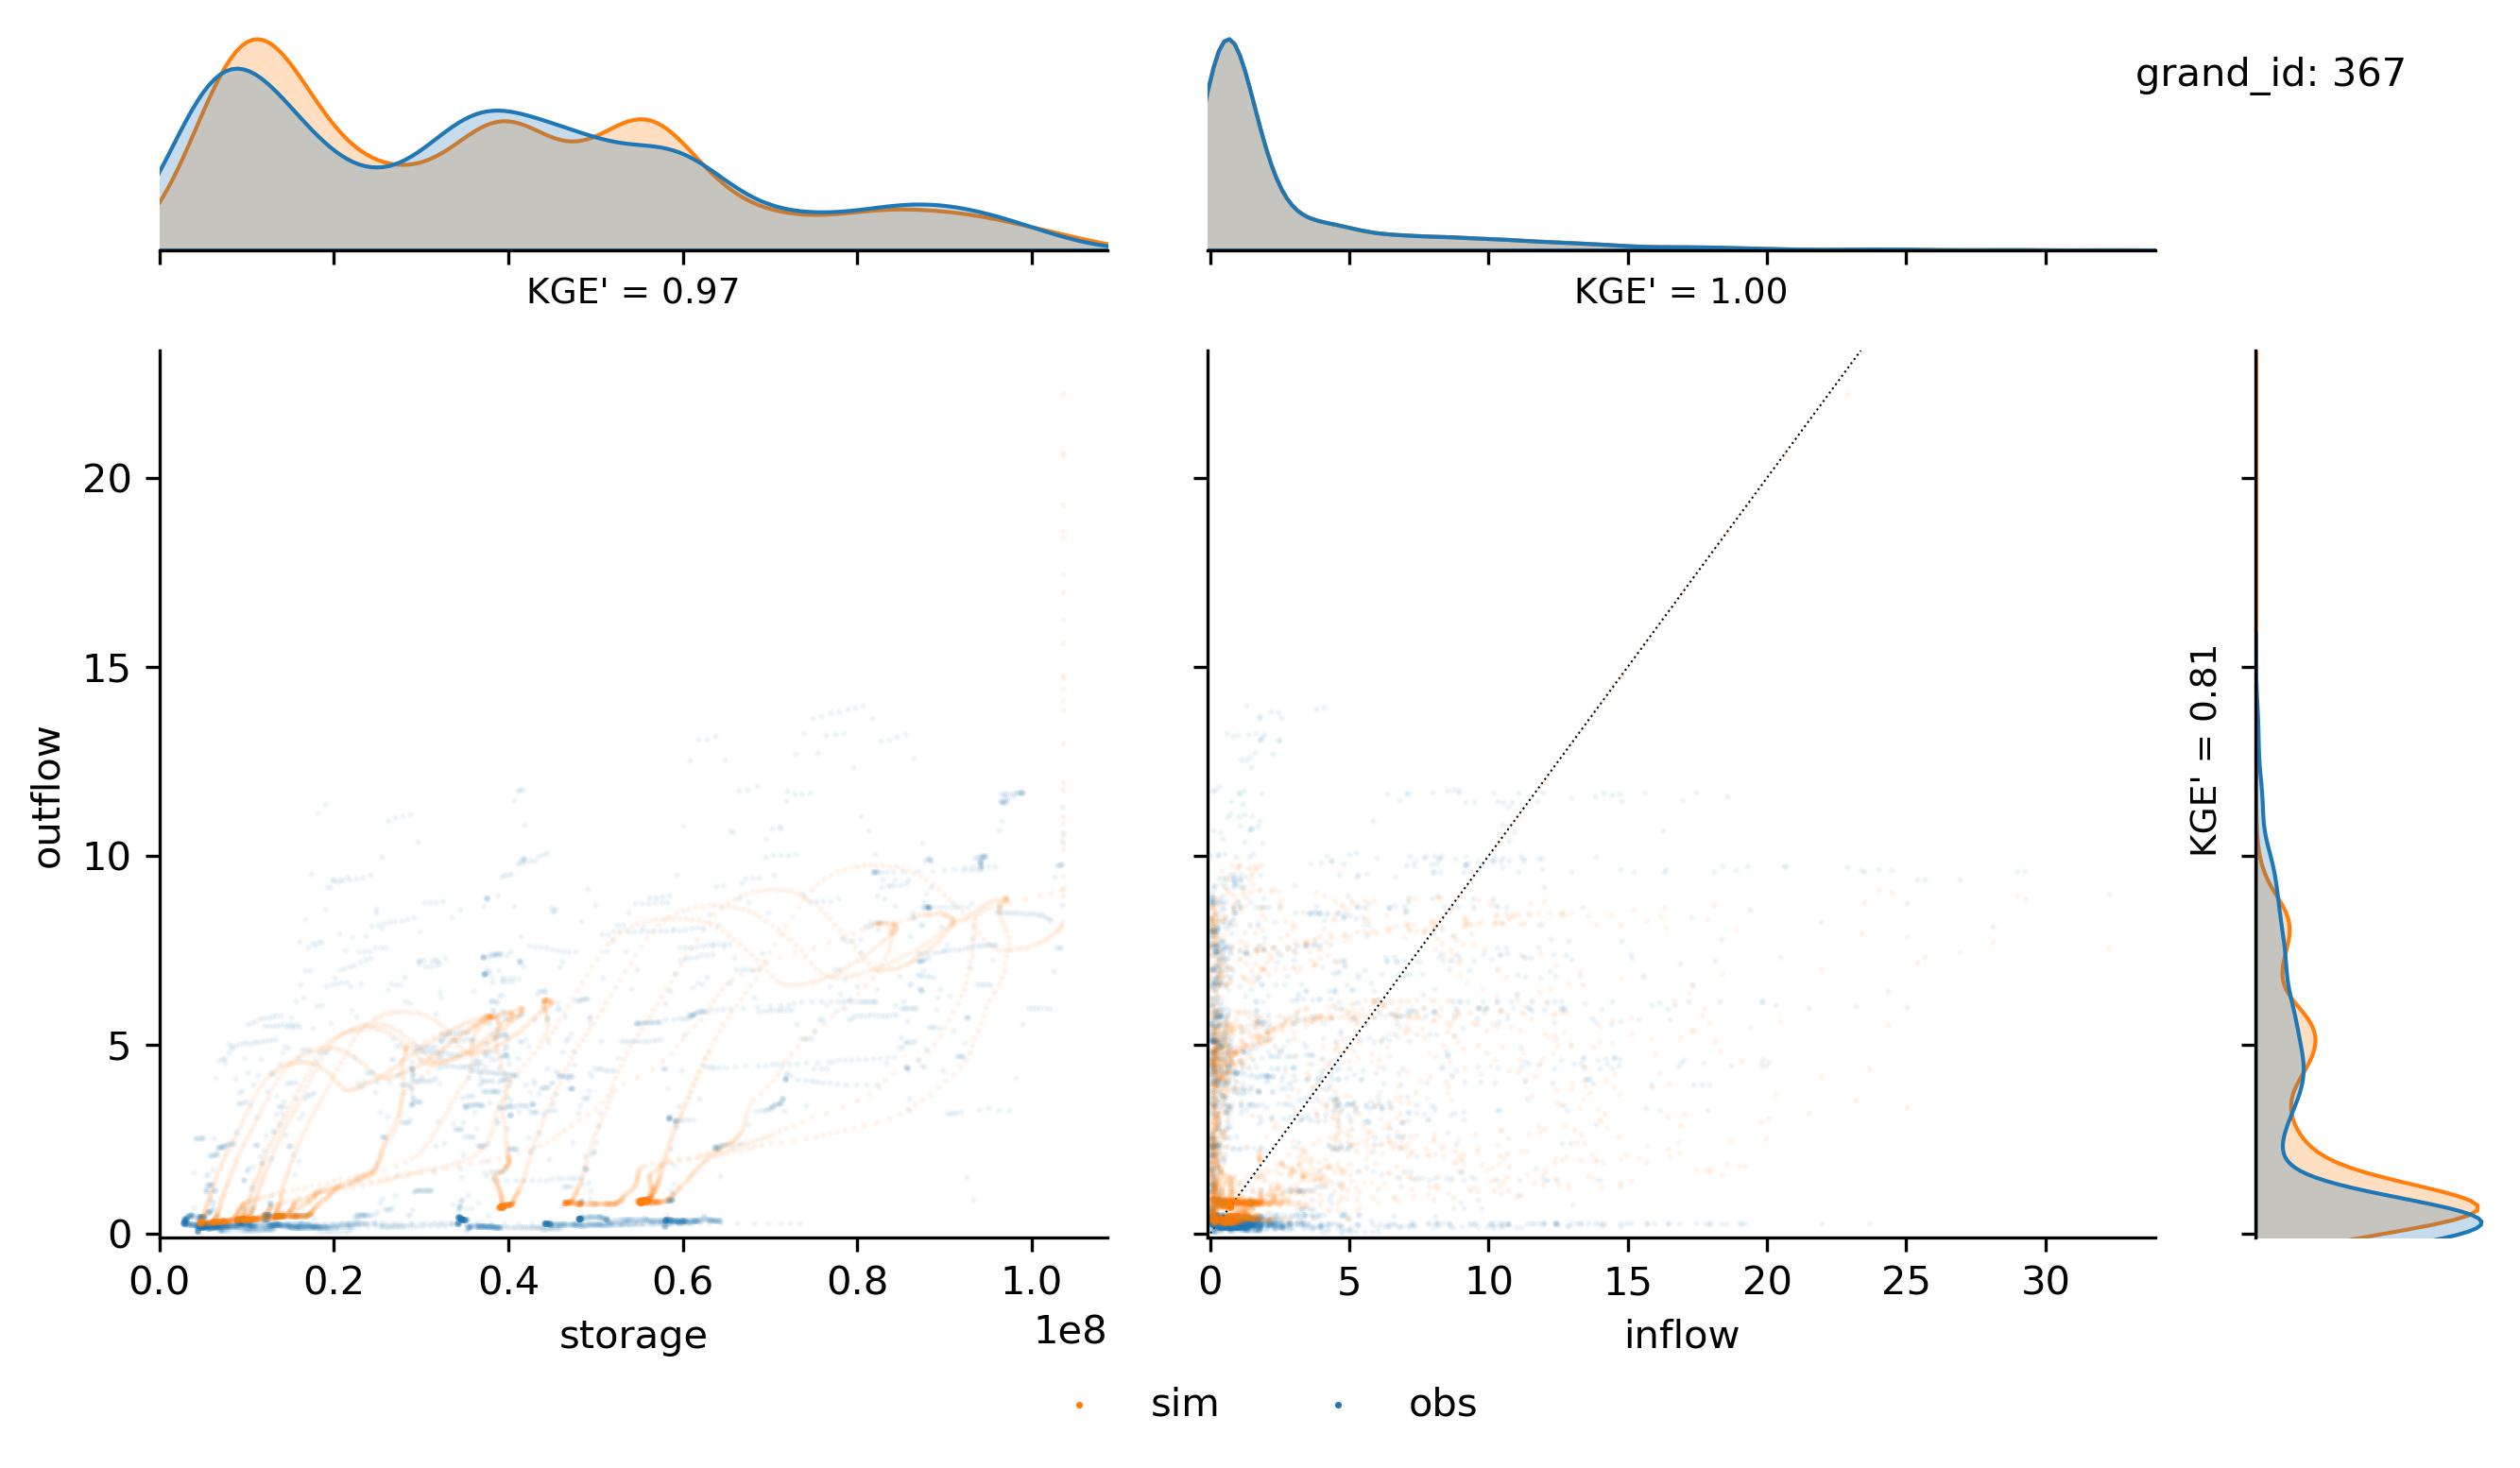 grand_id: 367
KGE' = 0.97
KGE' = 1.00
20
15
10
5
0
outflow
KGE' = 0.81
0.0 0.2 0.4 0.6 0.8 1.0
1e8
storage
0 5 10 15 20 25 30
inflow
sim obs